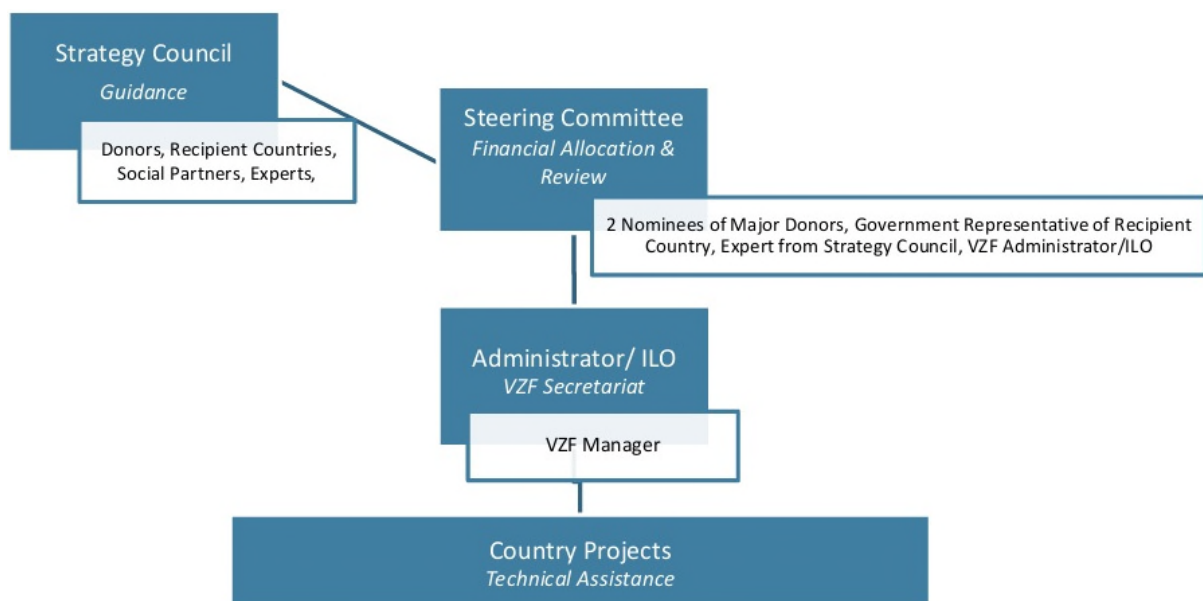 Strategy Council
Guidance
Donors, Recipient Countries,
Social Partners, Experts,
Steering Committee
Financial Allocation &
Review
2 Nominees of Major Donors, Government Representative of Recipient
Country, Expert from Strategy Council, VZF Administrator/ILO
Administrator/ ILO
VZF Secretariat
VZF Manager
Country Projects
Technical Assistance